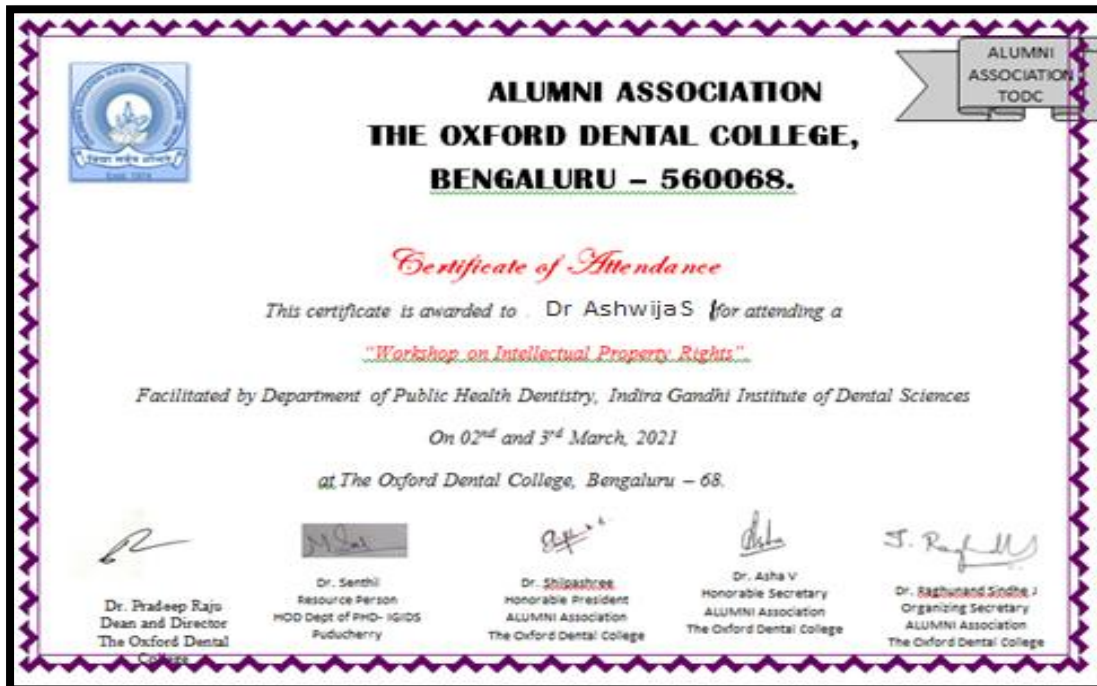 ALUMNI
ASSOCIATION
TODC
ALUMNI ASSOCIATION
THE OXFORD DENTAL COLLEGE,
BENGALURU – 560068.
Certificate of Attendance
This certificate is awarded to . Dr Ashwija S for attending a
“Workshop on Intellectual Property Rights”.
Facilitated by Department of Public Health Dentistry, Indira Gandhi Institute of Dental Sciences
On 02nd and 3rd March, 2021
at The Oxford Dental College, Bengaluru – 68.
Dr. Pradeep Raju
Dean and Director
The Oxford Dental
College
Dr. Senthil
Resource Person
HOD Dept of PHD- IGIDS
Puducherry
Dr. Shilpashree
Honorable President
ALUMNI Association
The Oxford Dental College
Asha
Dr. Asha V
Honorable Secretary
ALUMNI Association
The Oxford Dental College
Dr. Raghunand Sindhe J
Organizing Secretary
ALUMNI Association
The Oxford Dental College